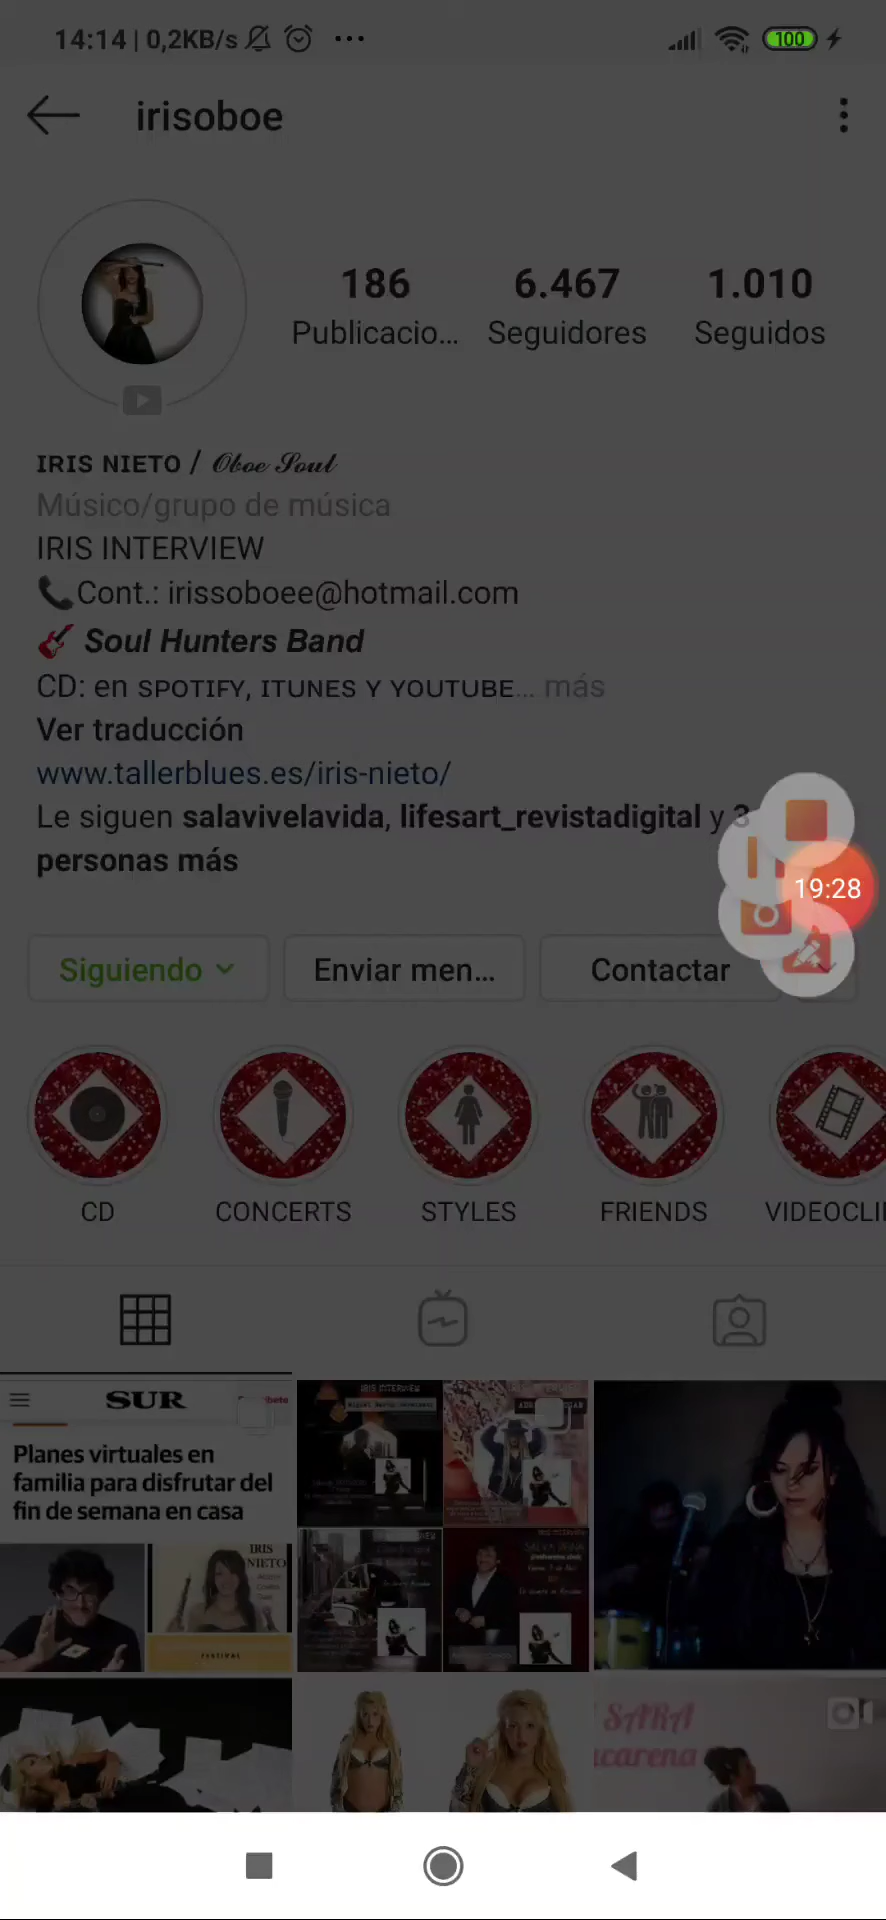 14:14 | 0,2KB/s
100
irisoboe
186
6.467
1.010
Publicacio...
Seguidores
Seguidos
IRIS NIETO / 𝒪𝒷ℴℯ 𝒮ℴ𝓊𝓁
Músico/grupo de música
IRIS INTERVIEW
📞Cont.: irissoboee@hotmail.com
🎸 Soul Hunters Band
CD: en SPOTIFY, ITUNES Y YOUTUBE... más
Ver traducción
www.tallerblues.es/iris-nieto/
Le siguen salavivelavida, lifesart_revistadigital y 3
personas más
19:28
Siguiendo
Enviar men...
Contactar
CD
CONCERTS
STYLES
FRIENDS
VIDEOCLI
SUR
Planes virtuales en
familia para disfrutar del
fin de semana en casa
IRIS
NIETO
FESTIVAL
IRIS INTERVIEW
SARA